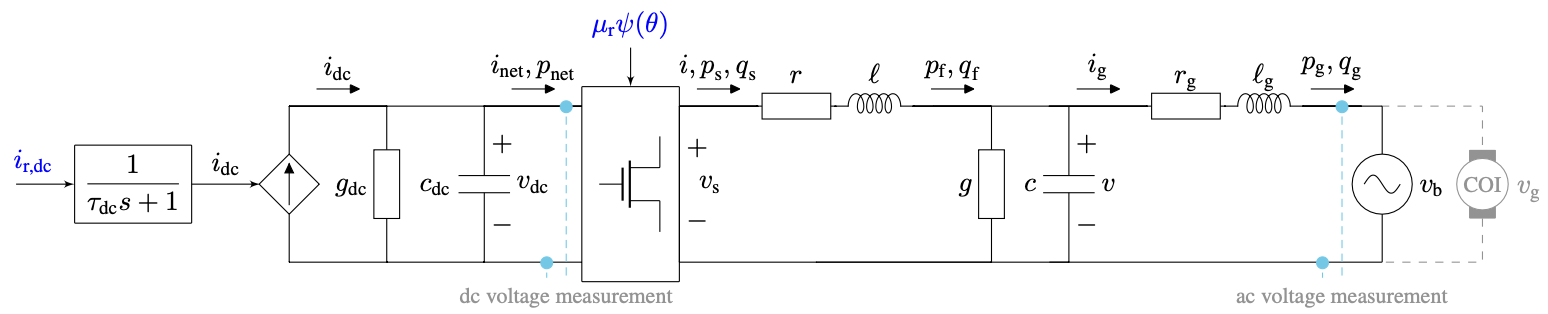 μ_r ψ(θ)
i_dc
i_net, p_net
i, p_s, q_s
r
ℓ
p_f, q_f
i_g
r_g
ℓ_g
p_g, q_g
i_r,dc
1
τ_dc s + 1
i_dc
g_dc
c_dc
+
v_dc
−
+
v_s
−
g
c
+
v
−
v_b
COI
v_g
dc voltage measurement
ac voltage measurement